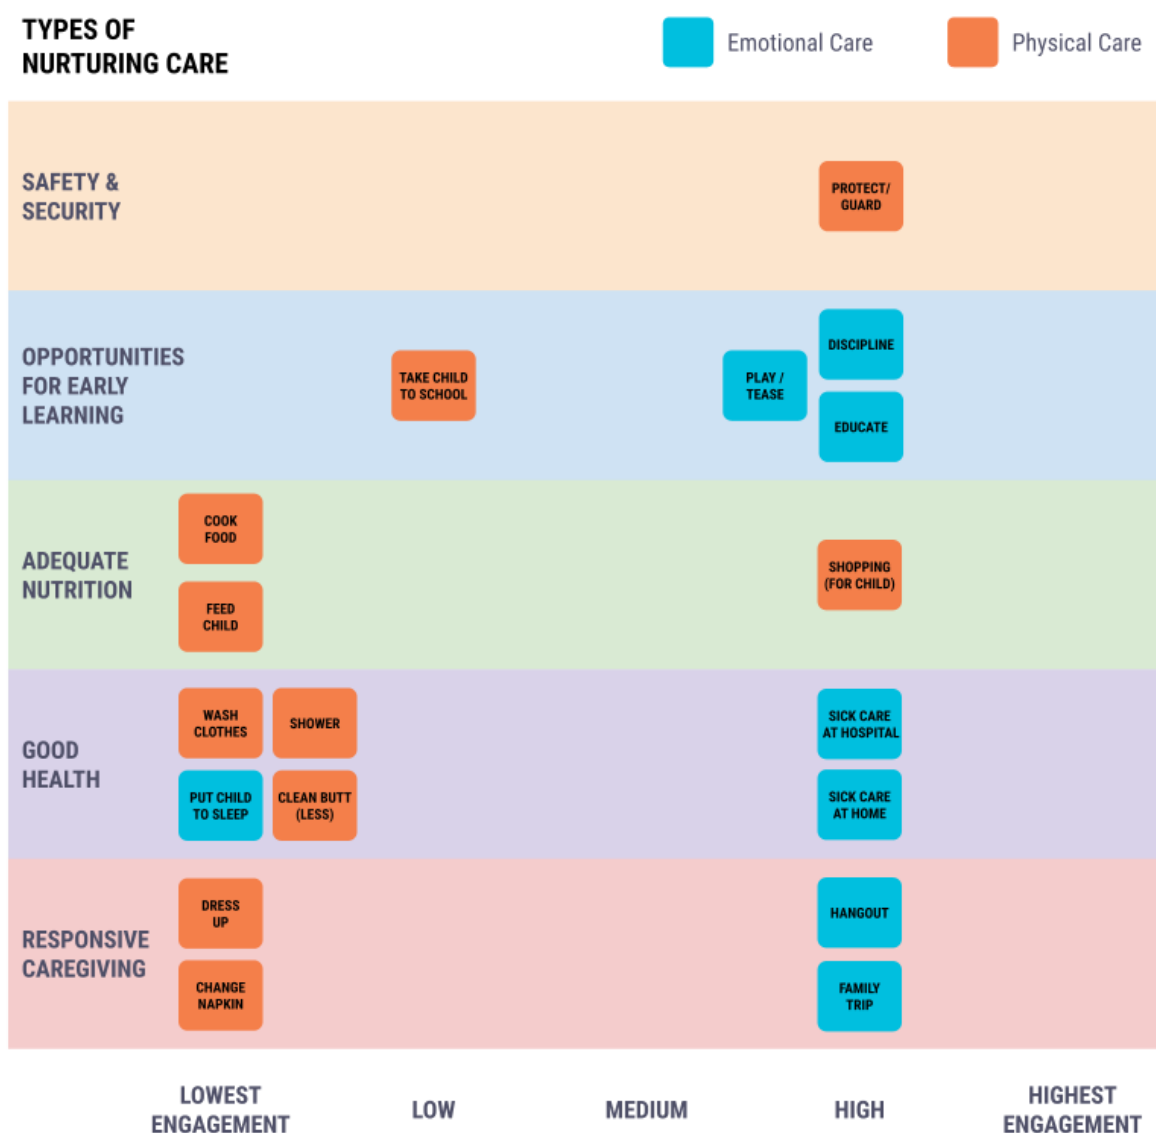 TYPES OF
NURTURING CARE
Emotional Care
Physical Care
SAFETY &
SECURITY
PROTECT/
GUARD
OPPORTUNITIES
FOR EARLY
LEARNING
TAKE CHILD
TO SCHOOL
PLAY /
TEASE
DISCIPLINE
EDUCATE
ADEQUATE
NUTRITION
COOK
FOOD
FEED
CHILD
SHOPPING
(FOR CHILD)
GOOD
HEALTH
WASH
CLOTHES
SHOWER
PUT CHILD
TO SLEEP
CLEAN BUTT
(LESS)
SICK CARE
AT HOSPITAL
SICK CARE
AT HOME
RESPONSIVE
CAREGIVING
DRESS
UP
CHANGE
NAPKIN
HANGOUT
FAMILY
TRIP
LOWEST
ENGAGEMENT
LOW
MEDIUM
HIGH
HIGHEST
ENGAGEMENT